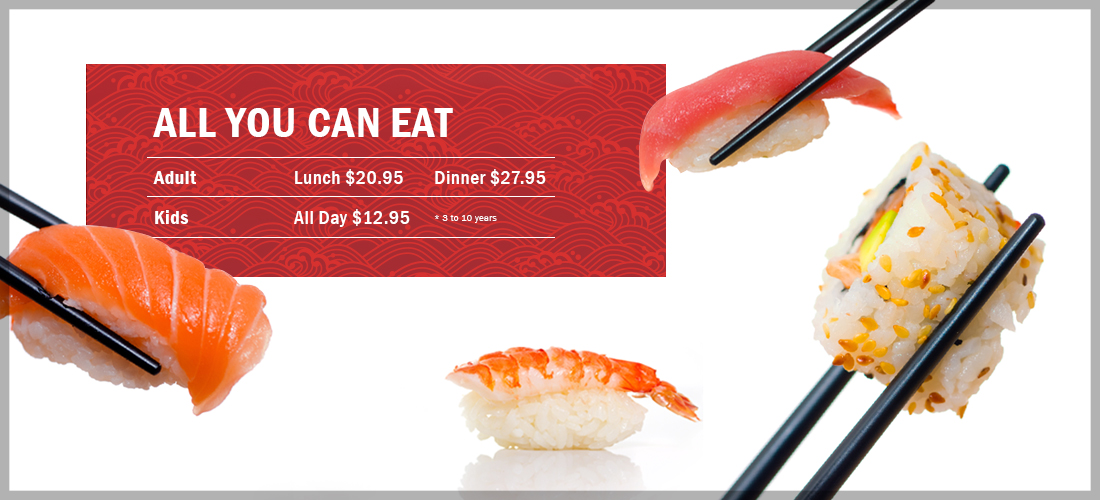 ALL YOU CAN EAT
Adult Lunch $20.95 Dinner $27.95
Kids All Day $12.95 * 3 to 10 years